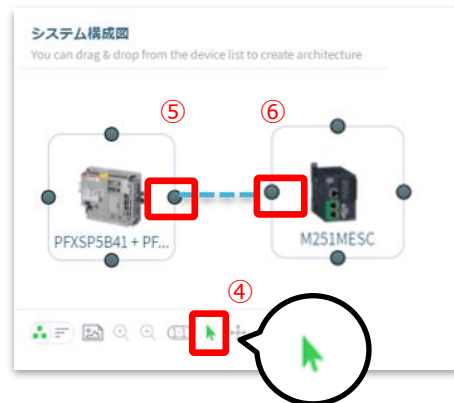 システム構成図
You can drag & drop from the device list to create architecture
⑤
⑥
PFXSP5B41 + PF...
M251MESC
④